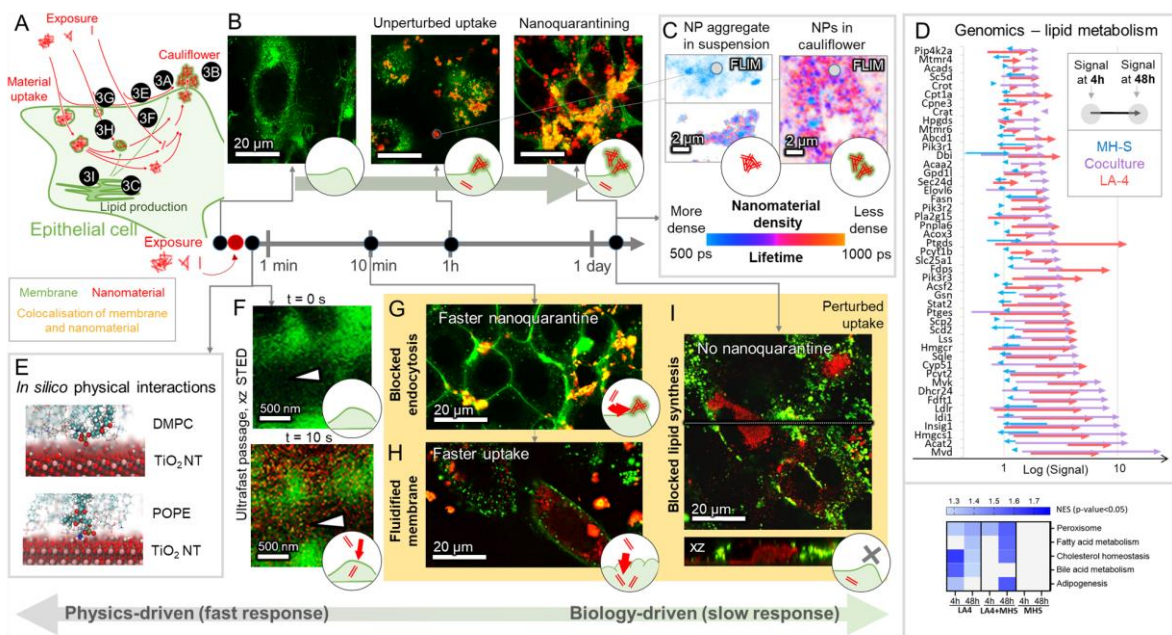 A
Exposure
Material uptake
Cauliflower
3B
3A
3E
3G
3F
3H
3I
3C
Lipid production
Epithelial cell
Exposure
Membrane Nanomaterial
Colocalisation of membrane and nanomaterial
B
Unperturbed uptake
Nanoquarantining
20 µm
C
NP aggregate in suspension
NPs in cauliflower
FLIM
FLIM
2 µm
2 µm
More dense
Nanomaterial density
Less dense
500 ps
Lifetime
1000 ps
1 min
10 min
1h
1 day
D
Genomics – lipid metabolism
Signal at 4h
Signal at 48h
MH-S
Coculture
LA-4
Pip4k2a
Mtmr4
Acads
Sc5d
Crot
Cpt1a
Cpne3
Crat
Hpgds
Mtmr6
Abcd1
Pik3r1
Dbi
Acaa2
Gpd1l
Sec24d
Elovl6
Fasn
Pik3r2
Pla2g15
Pnpla6
Acox3
Ptgds
Pcyt1b
Slc25a1
Fdps
Pik3r3
Acsf2
Gsn
Stat2
Ptges
Scp2
Scd2
Lss
Hmgcr
Sqle
Cyp51
Pcyt2
Mvk
Dhcr24
Fdft1
Ldlr
Idi1
Insig1
Hmgcs1
Acat2
Mvd
1
Log (Signal)
10
1.3 1.4 1.5 1.6 1.7
NES (p-value<0.05)
Peroxisome
Fatty acid metabolism
Cholesterol homeostasis
Bile acid metabolism
Adipogenesis
4h 48h 4h 48h 4h 48h
LA4 LA4+MHS MHS
E
In silico physical interactions
DMPC
TiO2 NT
POPE
TiO2 NT
F
t = 0s
500 nm
t = 10s
500 nm
Ultrafast passage, xz STED
G
Faster nanoquarantine
20 µm
Blocked endocytosis
H
Faster uptake
20 µm
Fluidified membrane
I
Perturbed uptake
No nanoquarantine
20 µm
xz
Blocked lipid synthesis
Physics-driven (fast response)
Biology-driven (slow response)